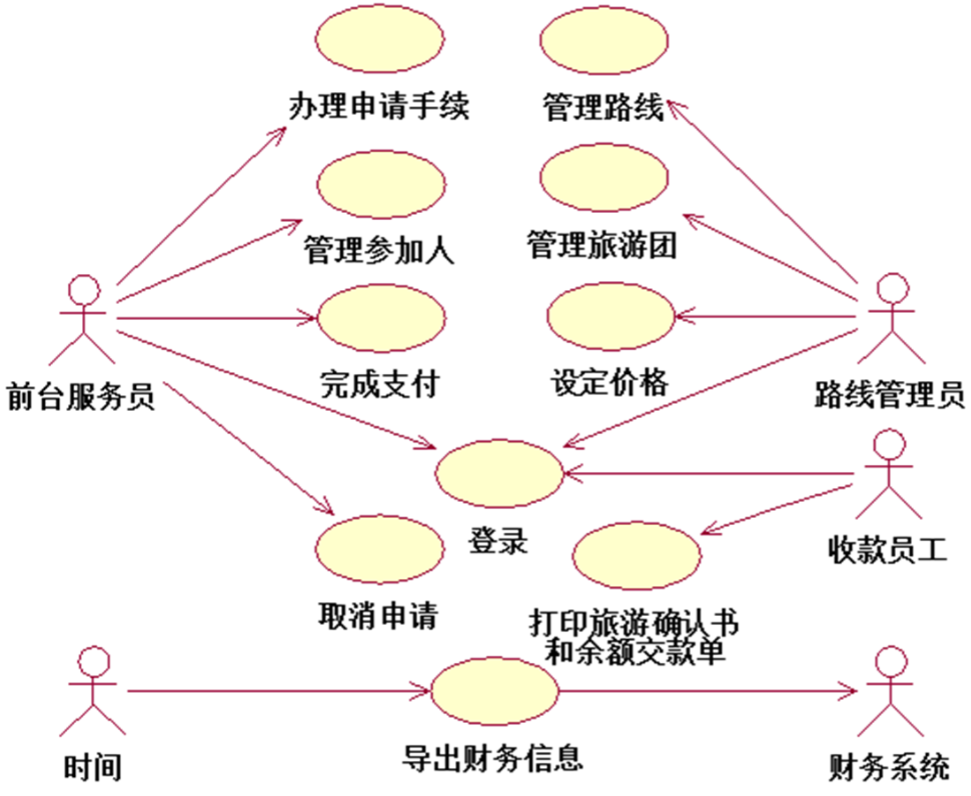 办理申请手续
管理路线
管理参加人
管理旅游团
完成支付
设定价格
前台服务员
路线管理员
登录
收款员工
取消申请
打印旅游确认书
和余额交款单
时间
导出财务信息
财务系统